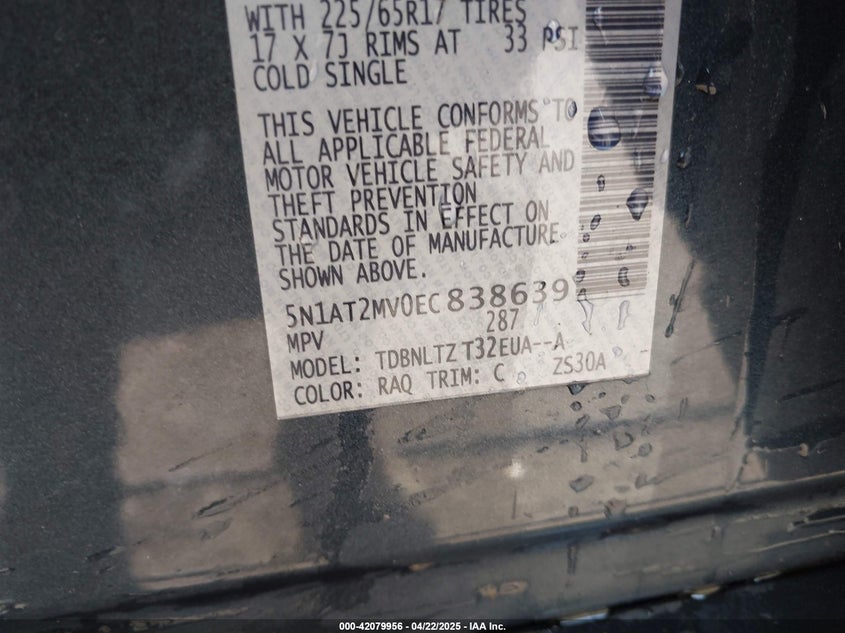 WITH 225/65R17 TIRES
17 X 7J RIMS AT 33 PSI
COLD SINGLE
THIS VEHICLE CONFORMS TO
ALL APPLICABLE FEDERAL
MOTOR VEHICLE SAFETY AND
THEFT PREVENTION
STANDARDS IN EFFECT ON
THE DATE OF MANUFACTURE
SHOWN ABOVE.
5N1AT2MV0EC838639
MPV 287
MODEL: TDBNLTZ T32EUA--A
COLOR: RAQ TRIM: C ZS30A
000-42079956 - 04/22/2025 - IAA Inc.